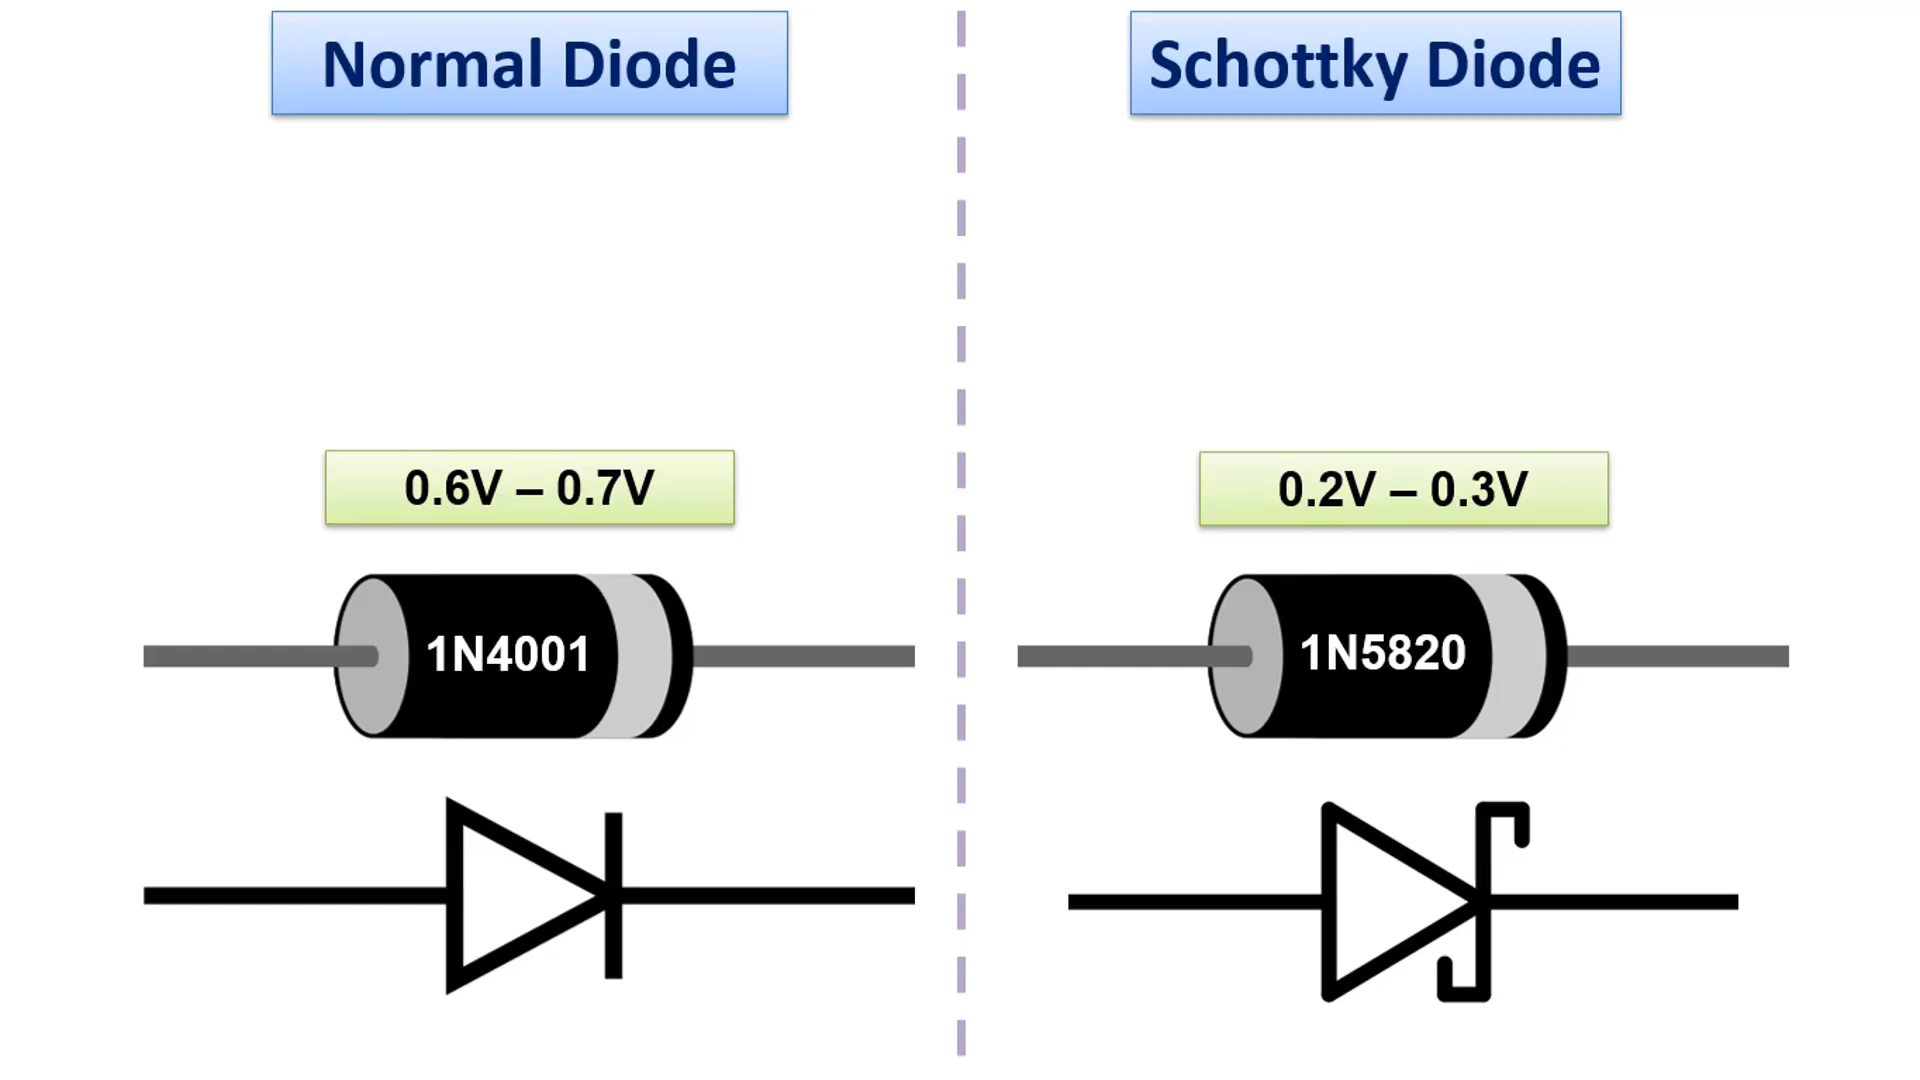 Normal Diode
Schottky Diode
0.6V – 0.7V
0.2V – 0.3V
1N4001
1N5820